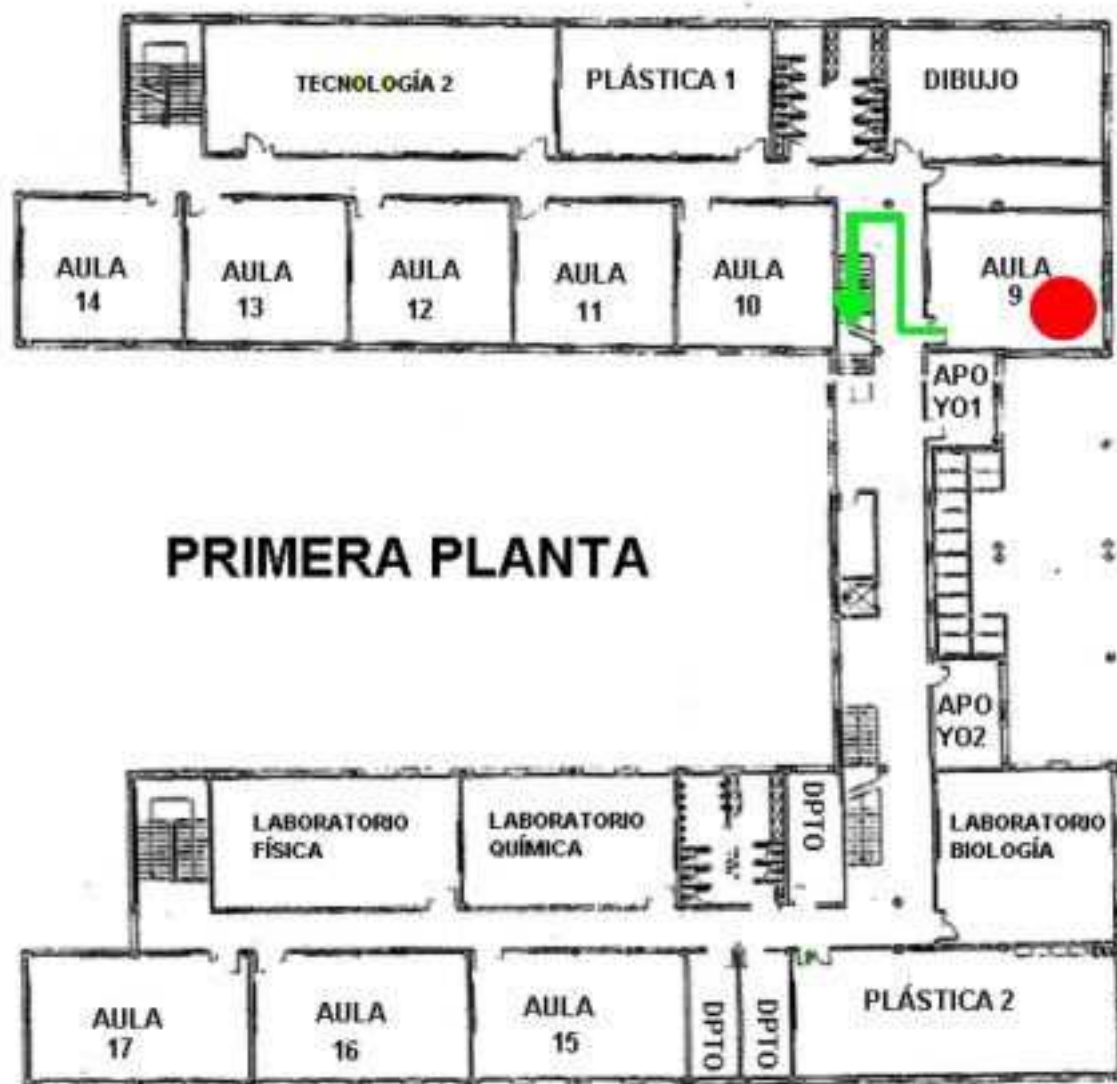 TECNOLOGÍA 2
PLÁSTICA 1
DIBUJO
AULA
14
AULA
13
AULA
12
AULA
11
AULA
10
AULA
9
APO
YO1
PRIMERA PLANTA
APO
YO2
LABORATORIO
FÍSICA
LABORATORIO
QUÍMICA
DPTO
LABORATORIO
BIOLOGÍA
AULA
17
AULA
16
AULA
15
DPTO
DPTO
PLÁSTICA 2